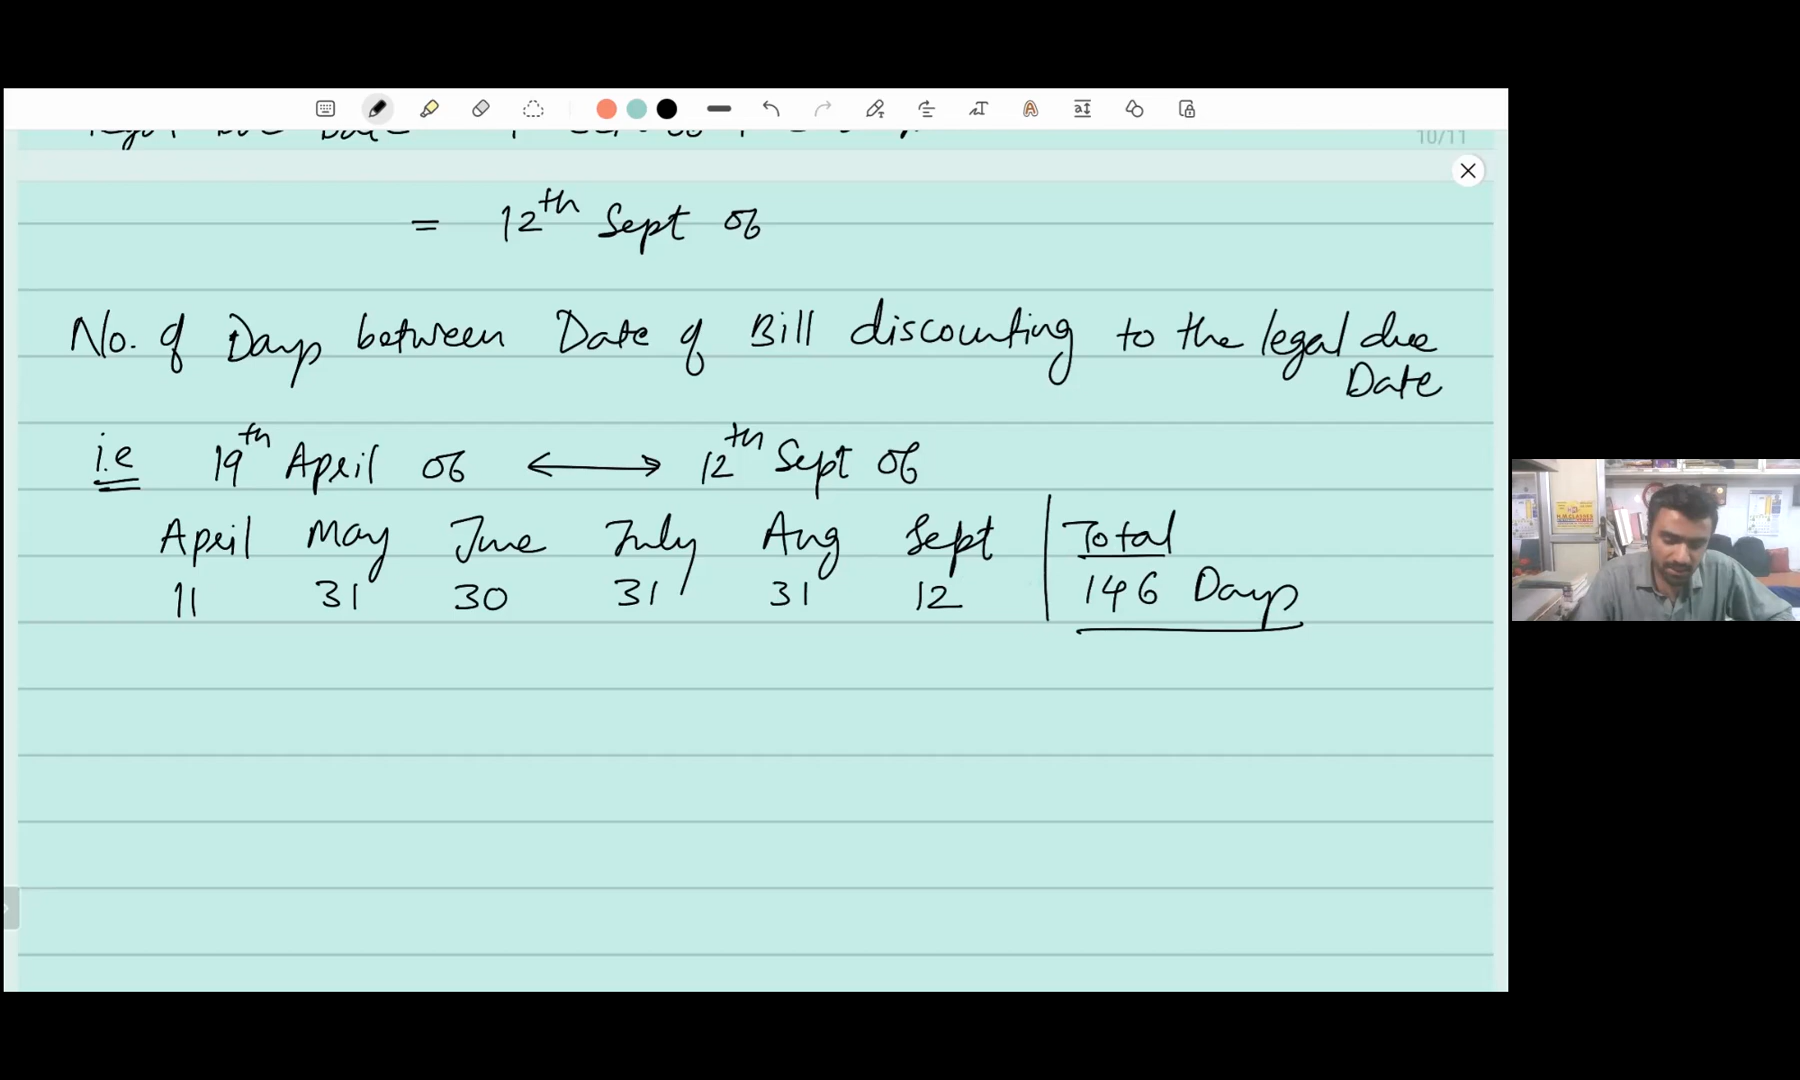 10/11
= 12th Sept 06
No. of Days between Date of Bill discounting to the legal due Date
i.e 19th April 06 ↔ 12th Sept 06
April May June July Aug Sept Total
11 31 30 31 31 12 146 Days